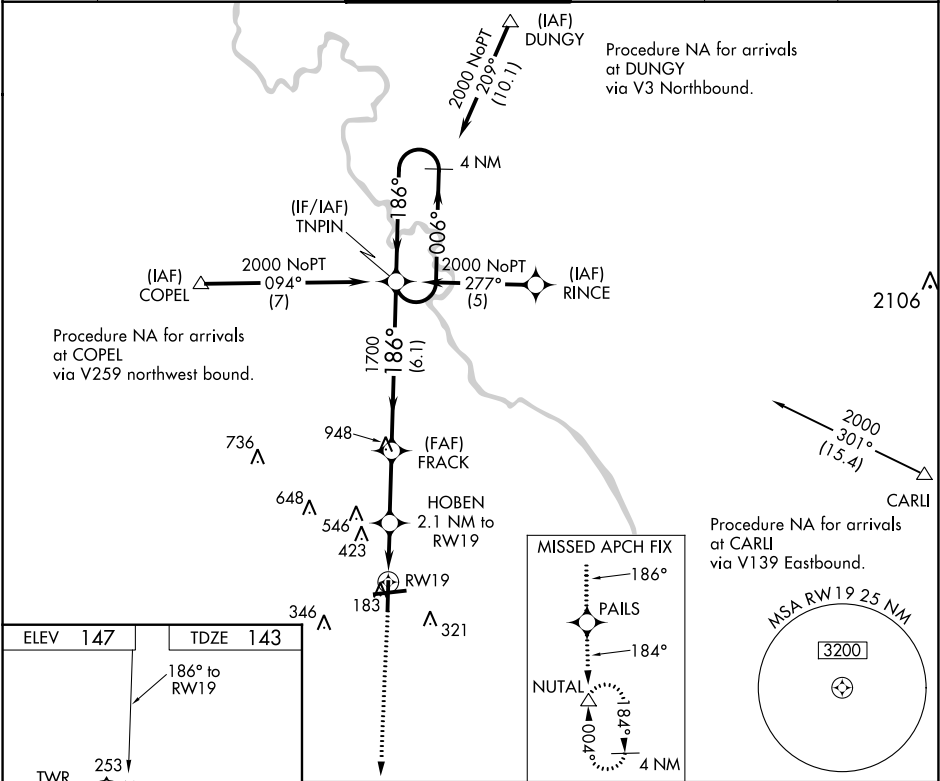 (IAF)
DUNGY
2000 NoPT
209°
(10.1)
Procedure NA for arrivals
at DUNGY
via V3 Northbound.
4 NM
186°
006°
(IF/IAF)
TNPIN
(IAF)
COPEL
2000 NoPT
094°
(7)
2000 NoPT
277°
(5)
(IAF)
RINCE
2106
Procedure NA for arrivals
at COPEL
via V259 northwest bound.
1700
186°
(6.1)
2000
301°
(15.4)
CARLI
736
948
(FAF)
FRACK
648
546
423
HOBEN
2.1 NM to
RW19
Procedure NA for arrivals
at CARLI
via V139 Eastbound.
RW19
183
346
321
MISSED APCH FIX
186°
PAILS
184°
NUTAL
184°
004°
4 NM
MSA RW19 25 NM
3200
ELEV 147
TDZE 143
186° to
RW19
TWR
253